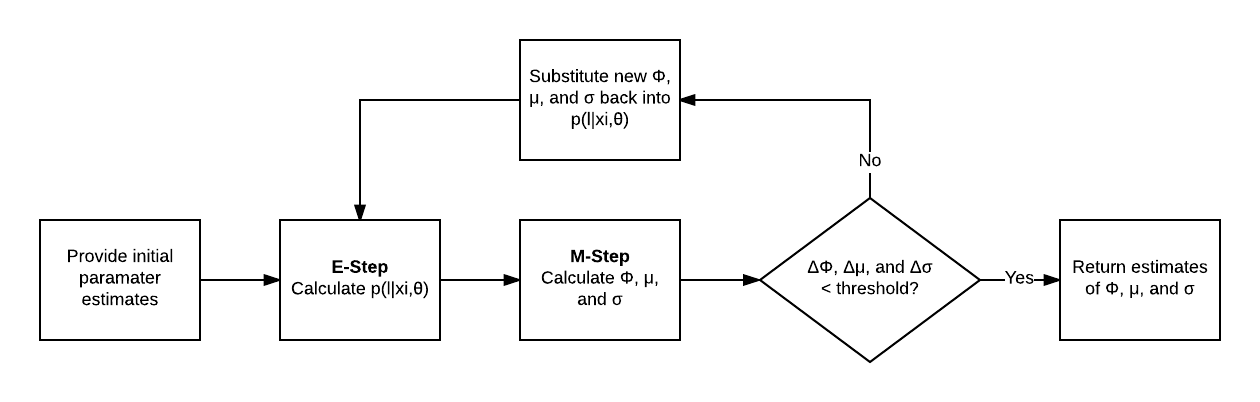 Substitute new Φ,
μ, and σ back into
p(l|xi,θ)
No
Provide initial
paramater
estimates
E-Step
Calculate p(l|xi,θ)
M-Step
Calculate Φ, μ,
and σ
ΔΦ, Δμ, and Δσ
< threshold?
Yes
Return estimates
of Φ, μ, and σ